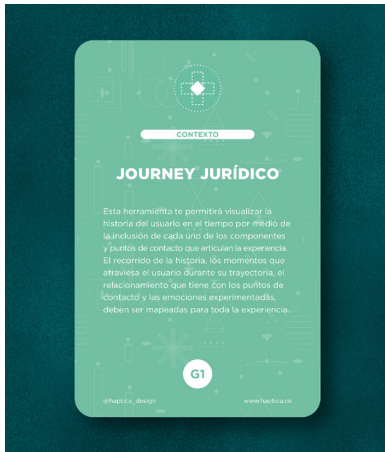 CONTEXTO
JOURNEY JURÍDICO
Esta herramienta te permitirá visualizar la
historia del usuario en el tiempo por medio de
la inclusión de cada uno de los componentes
y puntos de contacto que articulan la experiencia.
El recorrido de la historia, los momentos que
atraviesa el usuario durante su trayectoria, el
relacionamiento que tiene con los puntos de
contacto y las emociones experimentadas,
deben ser mapeadas para toda la experiencia.
G1
@haptica_design www.haptica.co